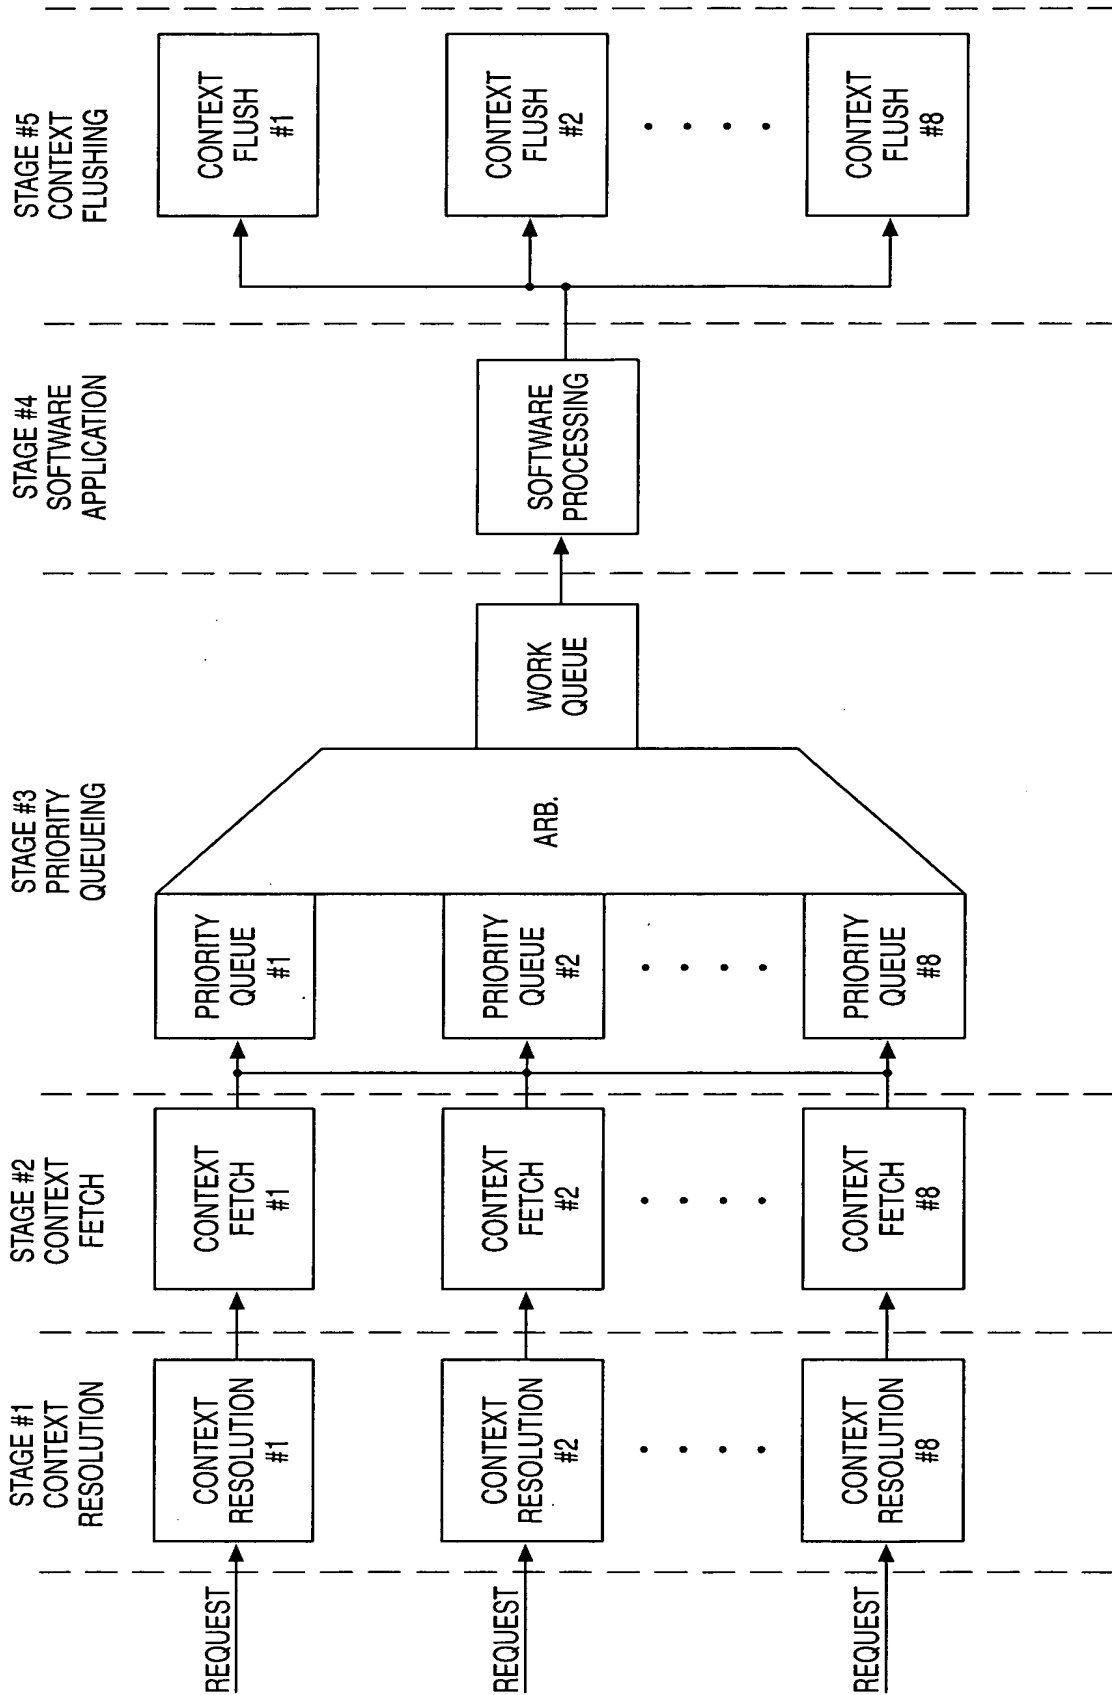 STAGE #1
CONTEXT
RESOLUTION
STAGE #2
CONTEXT
FETCH
STAGE #3
PRIORITY
QUEUEING
STAGE #4
SOFTWARE
APPLICATION
STAGE #5
CONTEXT
FLUSHING
REQUEST
CONTEXT
RESOLUTION
#1
CONTEXT
FETCH
#1
PRIORITY
QUEUE
#1
CONTEXT
FLUSH
#1
REQUEST
CONTEXT
RESOLUTION
#2
CONTEXT
FETCH
#2
PRIORITY
QUEUE
#2
ARB.
WORK
QUEUE
SOFTWARE
PROCESSING
CONTEXT
FLUSH
#2
REQUEST
CONTEXT
RESOLUTION
#8
CONTEXT
FETCH
#8
PRIORITY
QUEUE
#8
CONTEXT
FLUSH
#8